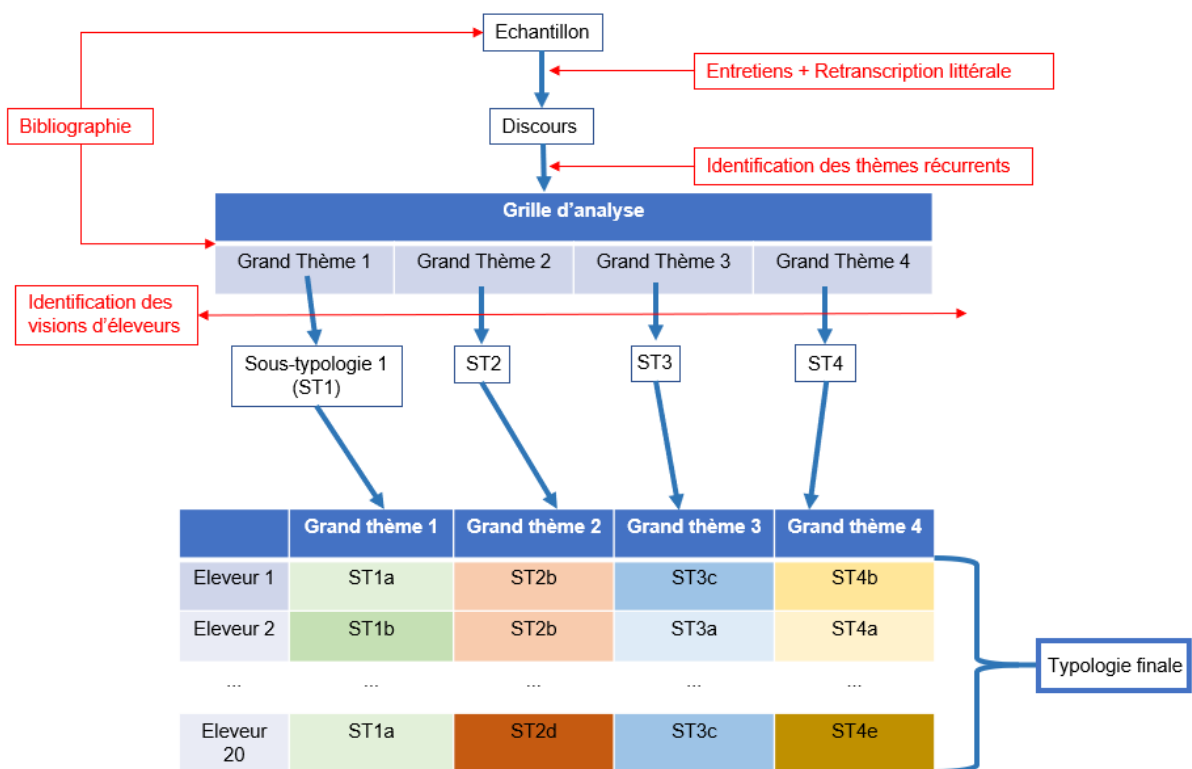 Echantillon
Entretiens + Retranscription littérale
Bibliographie
Discours
Identification des thèmes récurrents
Grille d'analyse
Grand Thème 1 Grand Thème 2 Grand Thème 3 Grand Thème 4
Identification des
visions d'éleveurs
Sous-typologie 1
(ST1)
ST2
ST3
ST4
Grand thème 1 Grand thème 2 Grand thème 3 Grand thème 4
Eleveur 1 ST1a ST2b ST3c ST4b
Eleveur 2 ST1b ST2b ST3a ST4a
... ... ... ... ...
Eleveur
20
ST1a ST2d ST3c ST4e
Typologie finale